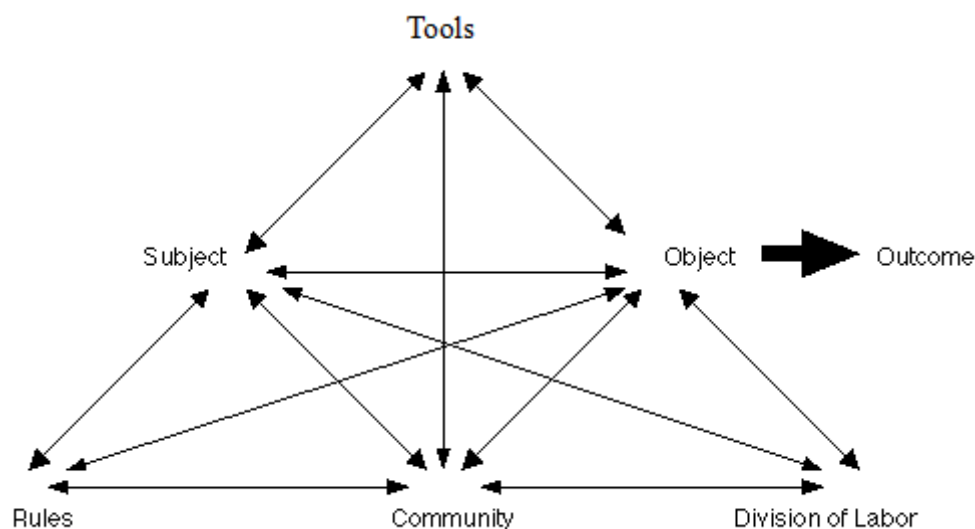 Tools
Subject
Object
Outcome
Rules
Community
Division of Labor